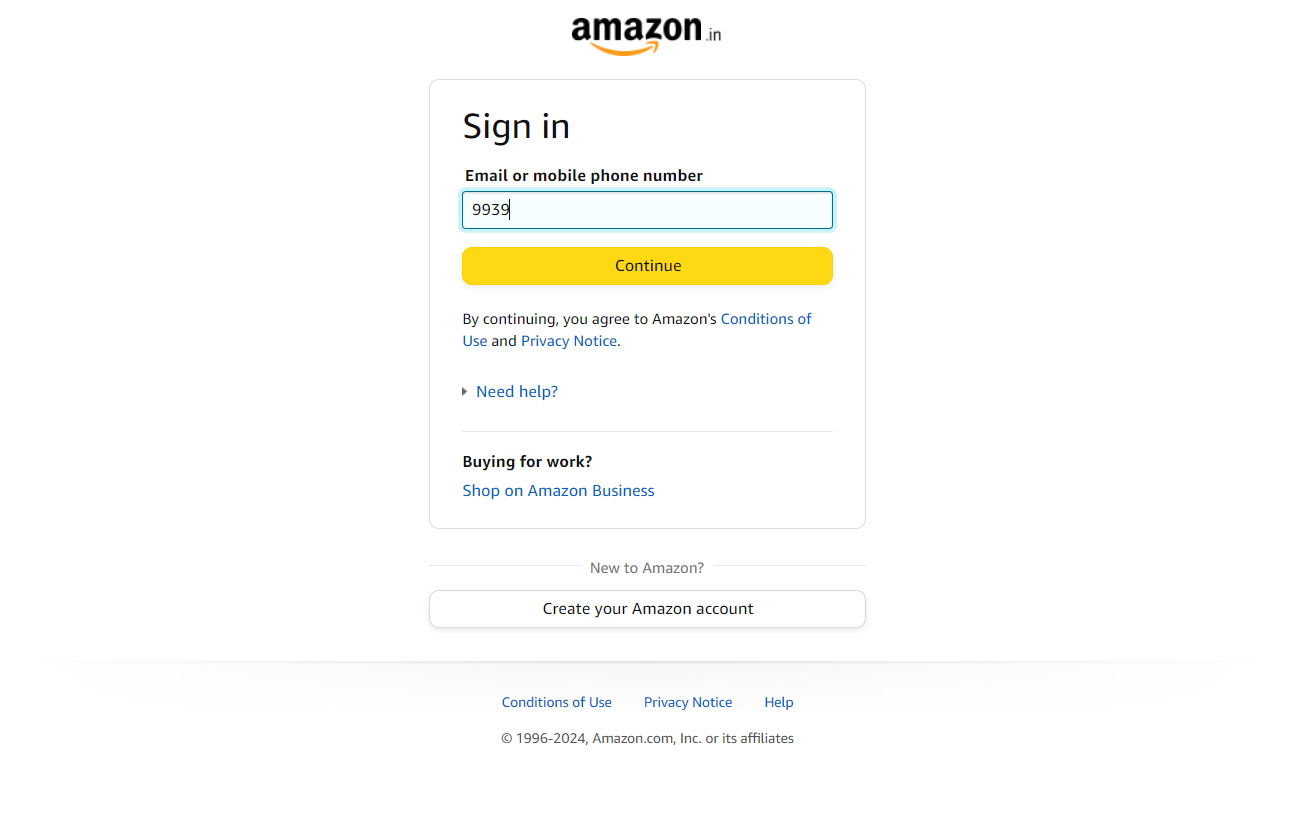 amazon.in
Sign in
Email or mobile phone number
9939
Continue
By continuing, you agree to Amazon's Conditions of
Use and Privacy Notice.
Need help?
Buying for work?
Shop on Amazon Business
New to Amazon?
Create your Amazon account
Conditions of Use Privacy Notice Help
© 1996-2024, Amazon.com, Inc. or its affiliates